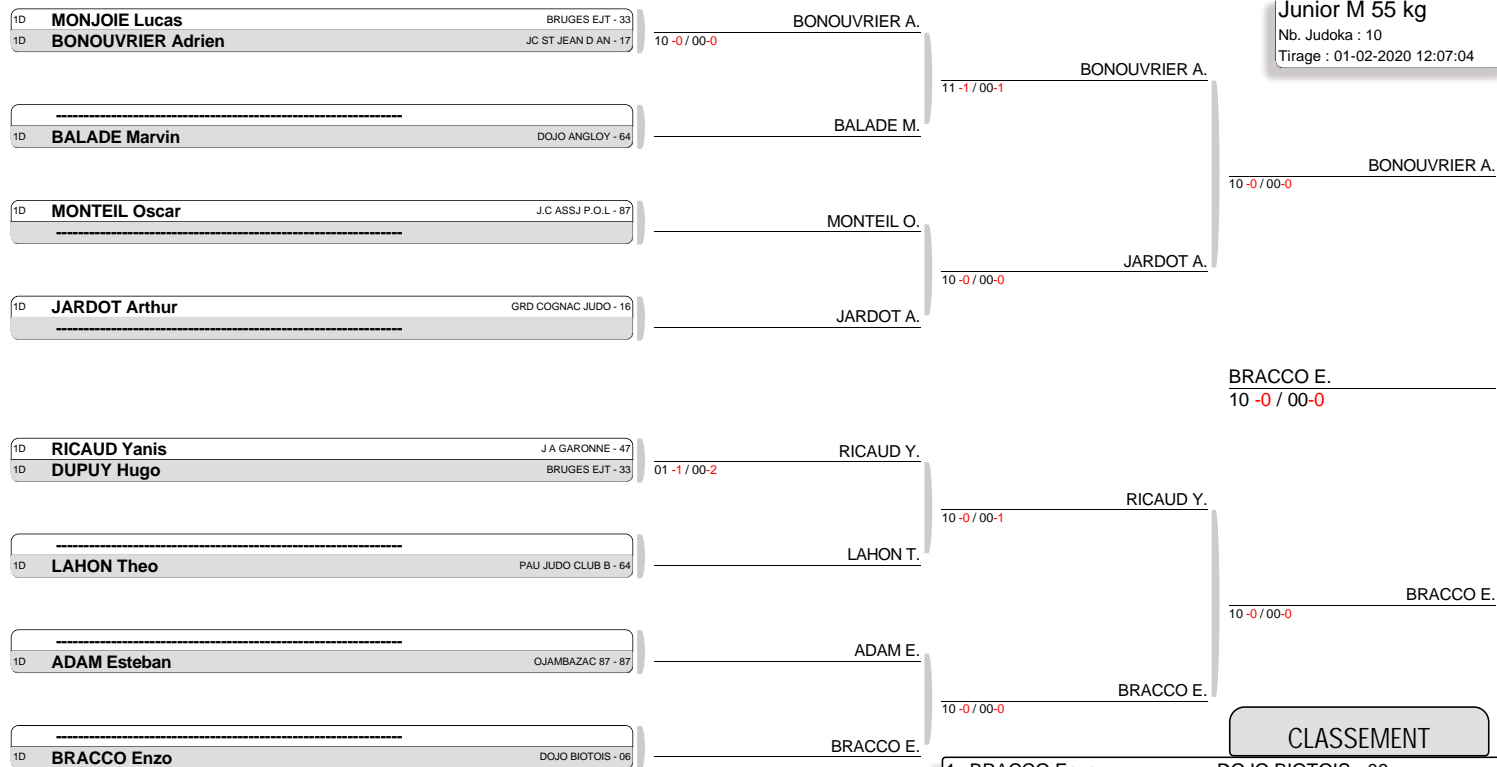 Junior M 55 kg
Nb. Judoka : 10
Tirage : 01-02-2020 12:07:04
1D MONJOIE Lucas BRUGES EJT - 33
1D BONOUVRIER Adrien JC ST JEAN D AN - 17
BONOUVRIER A.
10 -0 / 00-0
BONOUVRIER A.
11 -1 / 00-1
----------------------------------------------------------------
1D BALADE Marvin DOJO ANGLOY - 64
BALADE M.
BONOUVRIER A.
10 -0 / 00-0
1D MONTEIL Oscar J.C ASSJ P.O.L - 87
----------------------------------------------------------------
MONTEIL O.
JARDOT A.
10 -0 / 00-0
1D JARDOT Arthur GRD COGNAC JUDO - 16
----------------------------------------------------------------
JARDOT A.
BRACCO E.
10 -0 / 00-0
1D RICAUD Yanis J A GARONNE - 47
1D DUPUY Hugo BRUGES EJT - 33
RICAUD Y.
01 -1 / 00-2
RICAUD Y.
10 -0 / 00-1
----------------------------------------------------------------
1D LAHON Theo PAU JUDO CLUB B - 64
LAHON T.
BRACCO E.
10 -0 / 00-0
----------------------------------------------------------------
1D ADAM Esteban OJAMBAZAC 87 - 87
ADAM E.
BRACCO E.
10 -0 / 00-0
----------------------------------------------------------------
1D BRACCO Enzo DOJO BIOTOIS - 06
BRACCO E.
CLASSEMENT